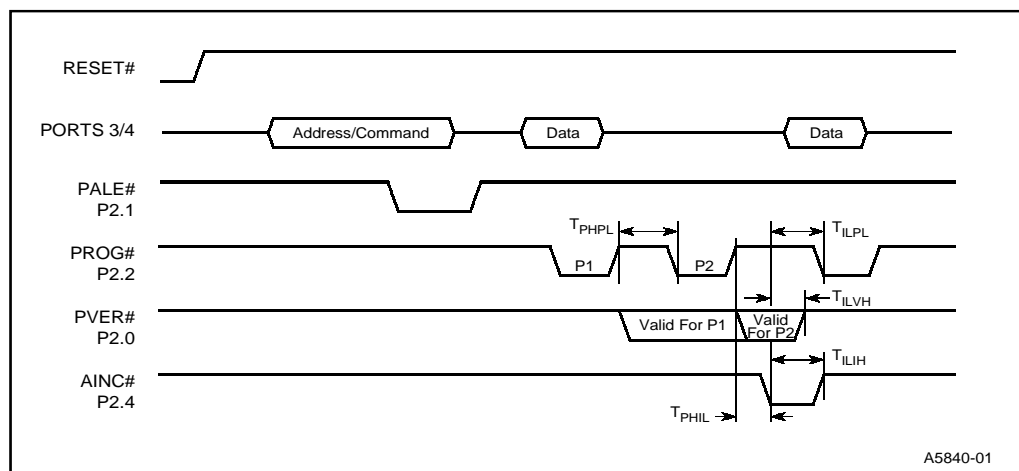 RESET#
PORTS 3/4
Address/Command
Data
Data
PALE#
P2.1
TPHPL
TILPL
PROG#
P2.2
P1
P2
TILVH
PVER#
P2.0
Valid For P1
Valid
For P2
TILIH
AINC#
P2.4
TPHIL
A5840-01